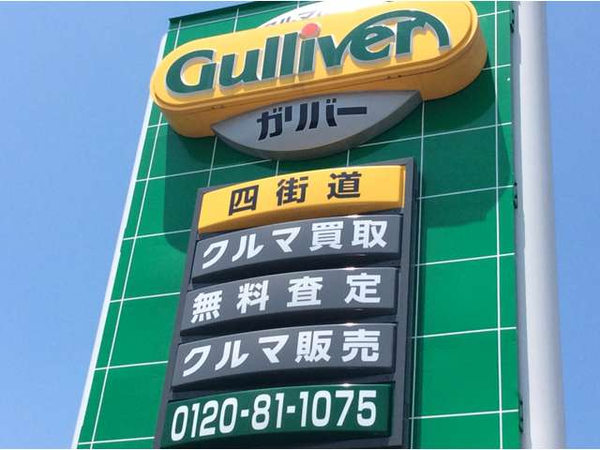 Gulliver
ガリバー
四街道
クルマ買取
無料査定
クルマ販売
0120-81-1075